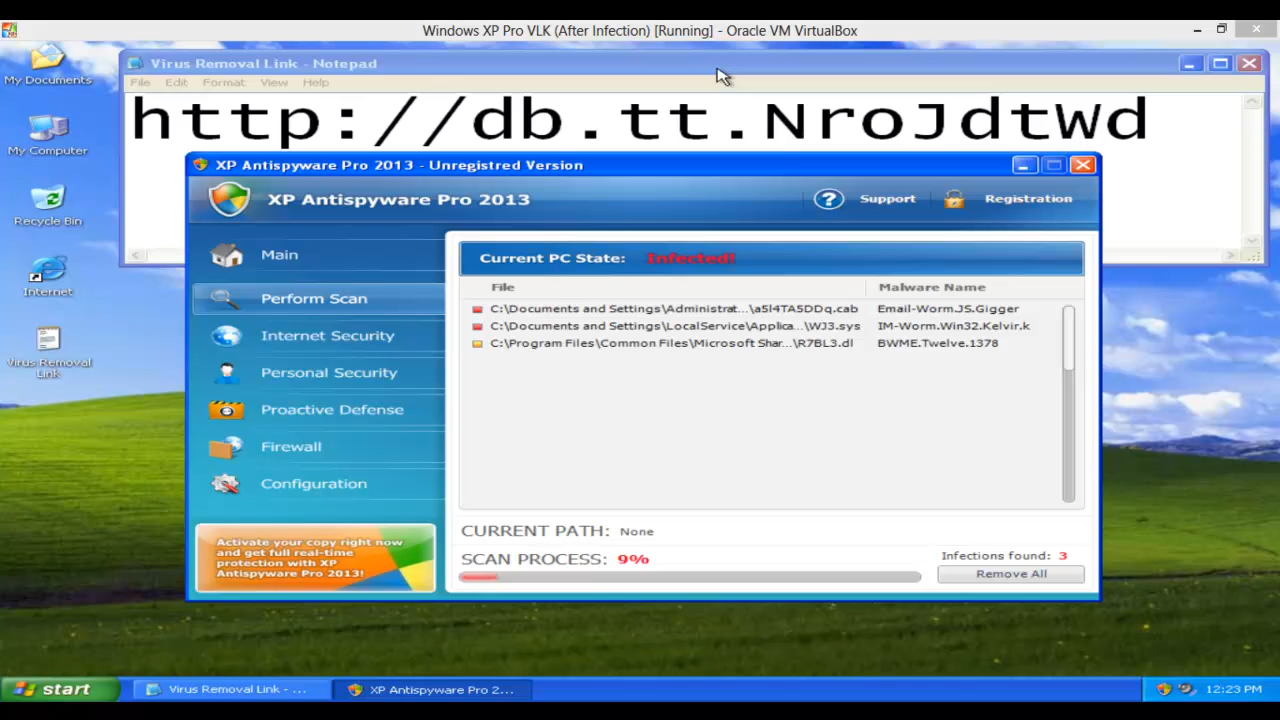 Windows XP Pro VLK (After Infection) [Running] - Oracle VM VirtualBox
My Documents
My Computer
Recycle Bin
Internet
Virus Removal
Link
Virus Removal Link - Notepad
File Edit Format View Help
http://db.tt.NroJdtWd
XP Antispyware Pro 2013 - Unregistred Version
XP Antispyware Pro 2013
? Support Registration
Main
Perform Scan
Internet Security
Personal Security
Proactive Defense
Firewall
Configuration
Activate your copy right now
and get full real-time
protection with XP
Antispyware Pro 2013!
Current PC State: Infected!
File Malware Name
C:\Documents and Settings\Administrat...\a5l4TA5DDq.cab Email-Worm.JS.Gigger
C:\Documents and Settings\LocalService\Applica...\WJ3.sys IM-Worm.Win32.Kelvir.k
C:\Program Files\Common Files\Microsoft Shar...\R7BL3.dl BWME.Twelve.1378
CURRENT PATH: None
SCAN PROCESS: 9%
Infections found: 3
Remove All
start
Virus Removal Link - ...
XP Antispyware Pro 2...
12:23 PM